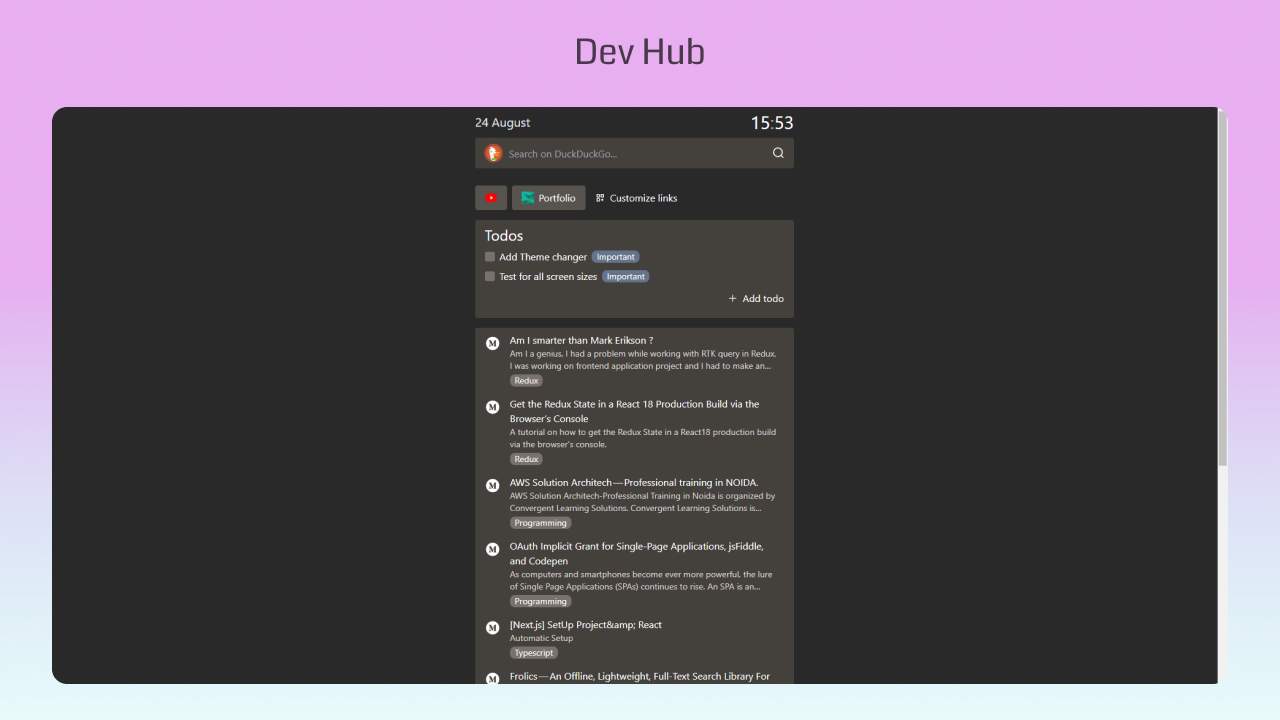 Dev Hub
24 August
15:53
Search on DuckDuckGo...
Portfolio
Customize links
Todos
Add Theme changer Important
Test for all screen sizes Important
+ Add todo
M
Am I smarter than Mark Erikson ?
Am I a genius. I had a problem while working with RTK query in Redux.
I was working on frontend application project and I had to make an...
Redux
M
Get the Redux State in a React 18 Production Build via the
Browser's Console
A tutorial on how to get the Redux State in a React18 production build
via the browser's console.
Redux
M
AWS Solution Architech — Professional training in NOIDA.
AWS Solution Architech-Professional Training in Noida is organized by
Convergent Learning Solutions. Convergent Learning Solutions is...
Programming
M
OAuth Implicit Grant for Single-Page Applications, jsFiddle,
and Codepen
As computers and smartphones become ever more powerful, the lure
of Single Page Applications (SPAs) continues to rise. An SPA is an...
Programming
M
[Next.js] SetUp Project&amp; React
Automatic Setup
Typescript
M
Frolics — An Offline, Lightweight, Full-Text Search Library For